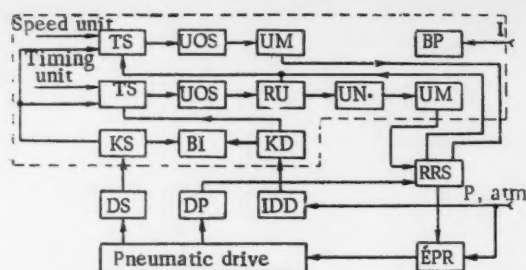 Speed unit
TS UOS UM BP I
Timing
unit
TS UOS RU UN• UM
KS BI KD
RRS
P, atm
DS DP IDD
Pneumatic drive ÉPR